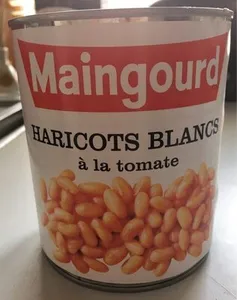 Maingourd
HARICOTS BLANCS
à la tomate